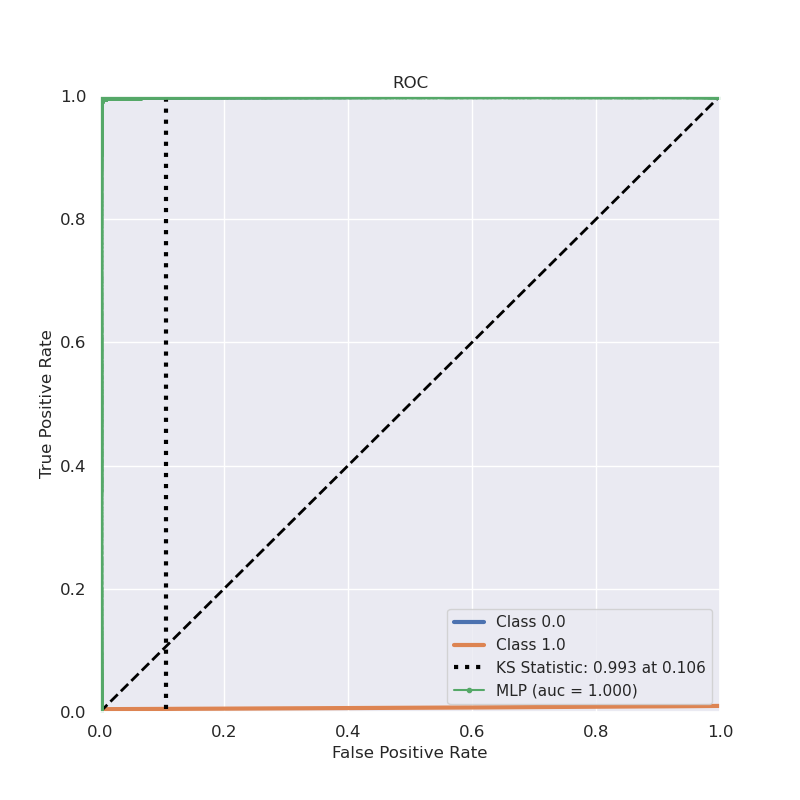 ROC
1.0
0.8
0.6
0.4
0.2
0.0
True Positive Rate
Class 0.0
Class 1.0
KS Statistic: 0.993 at 0.106
MLP (auc = 1.000)
0.0 0.2 0.4 0.6 0.8 1.0
False Positive Rate